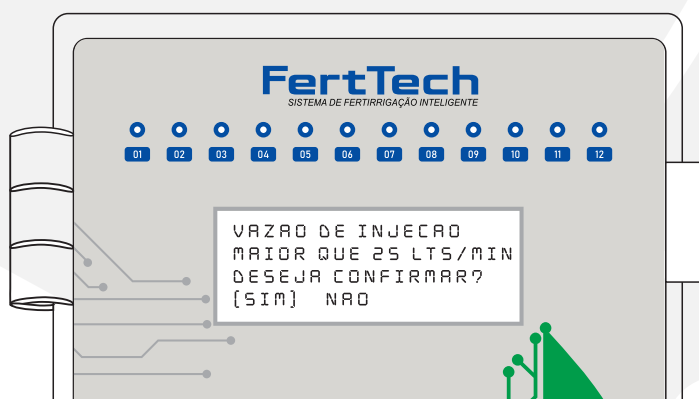 FertTech
SISTEMA DE FERTIRRIGAÇÃO INTELIGENTE
01 02 03 04 05 06 07 08 09 10 11 12
VAZAO DE INJECAO
MAIOR QUE 25 LTS/MIN
DESEJA CONFIRMAR?
[SIM] NAO